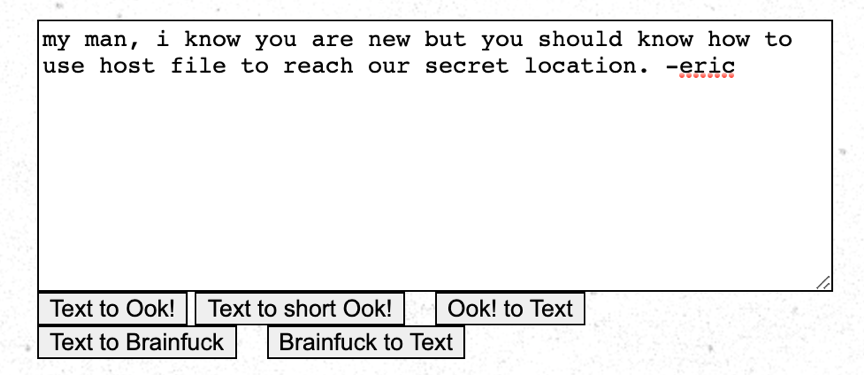 my man, i know you are new but you should know how to
use host file to reach our secret location. -eric
Text to Ook! Text to short Ook! Ook! to Text
Text to Brainfuck Brainfuck to Text